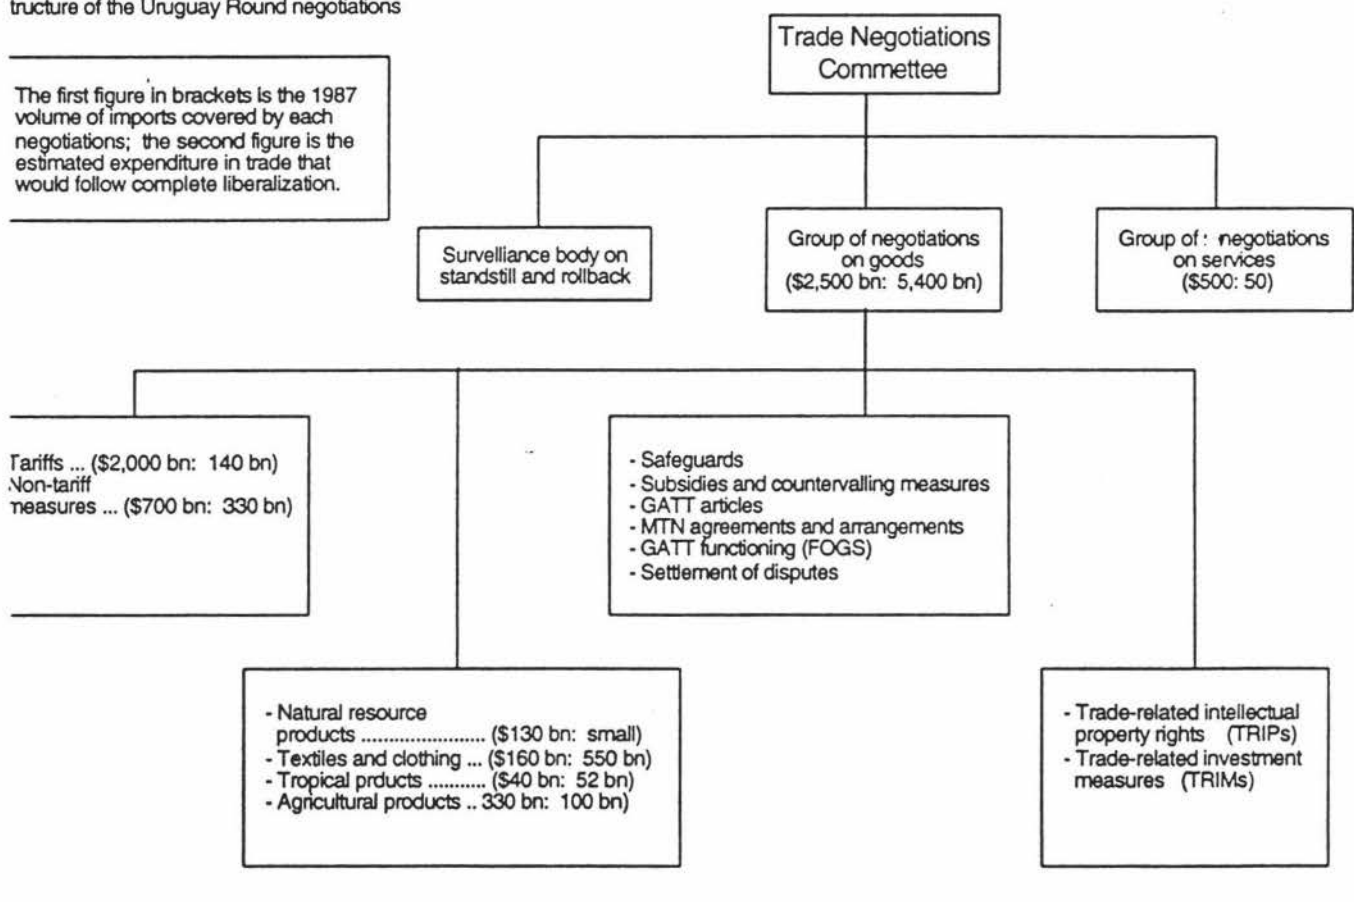 tructure of the Uruguay Round negotiations
Trade Negotiations
Commettee
The first figure in brackets is the 1987
volume of imports covered by each
negotiations; the second figure is the
estimated expenditure in trade that
would follow complete liberalization.
Survelliance body on
standstill and rollback
Group of negotiations
on goods
($2,500 bn: 5,400 bn)
Group of : negotiations
on services
($500: 50)
Tariffs ... ($2,000 bn: 140 bn)
Non-tariff
measures ... ($700 bn: 330 bn)
- Safeguards
- Subsidies and countervalling measures
- GATT articles
- MTN agreements and arrangements
- GATT functioning (FOGS)
- Settlement of disputes
- Natural resource
products ....................... ($130 bn: small)
- Textiles and clothing ... ($160 bn: 550 bn)
- Tropical prducts ........... ($40 bn: 52 bn)
- Agricultural products .. 330 bn: 100 bn)
- Trade-related intellectual
property rights (TRIPs)
- Trade-related investment
measures (TRIMs)